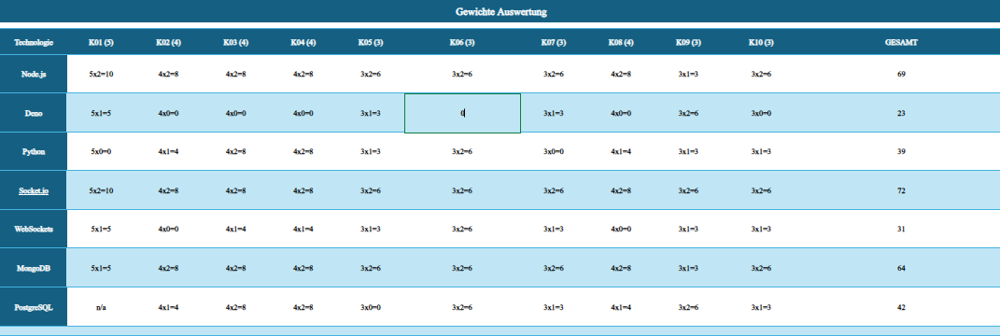 Gewichte Auswertung
Technologie K01 (5) K02 (4) K03 (4) K04 (4) K05 (3) K06 (3) K07 (3) K08 (4) K09 (3) K10 (3) GESAMT
Node.js 5x2=10 4x2=8 4x2=8 4x2=8 3x2=6 3x2=6 3x2=6 4x2=8 3x1=3 3x2=6 69
Deno 5x1=5 4x0=0 4x0=0 4x0=0 3x1=3 0 3x1=3 4x0=0 3x2=6 3x0=0 23
Python 5x0=0 4x1=4 4x2=8 4x2=8 3x1=3 3x2=6 3x0=0 4x1=4 3x1=3 3x1=3 39
Socket.io 5x2=10 4x2=8 4x2=8 4x2=8 3x2=6 3x2=6 3x2=6 4x2=8 3x2=6 3x2=6 72
WebSockets 5x1=5 4x0=0 4x1=4 4x1=4 3x1=3 3x2=6 3x1=3 4x0=0 3x1=3 3x1=3 31
MongoDB 5x1=5 4x2=8 4x2=8 4x2=8 3x2=6 3x2=6 3x2=6 4x2=8 3x1=3 3x2=6 64
PostgreSQL n/a 4x1=4 4x2=8 4x2=8 3x0=0 3x2=6 3x1=3 4x1=4 3x2=6 3x1=3 42